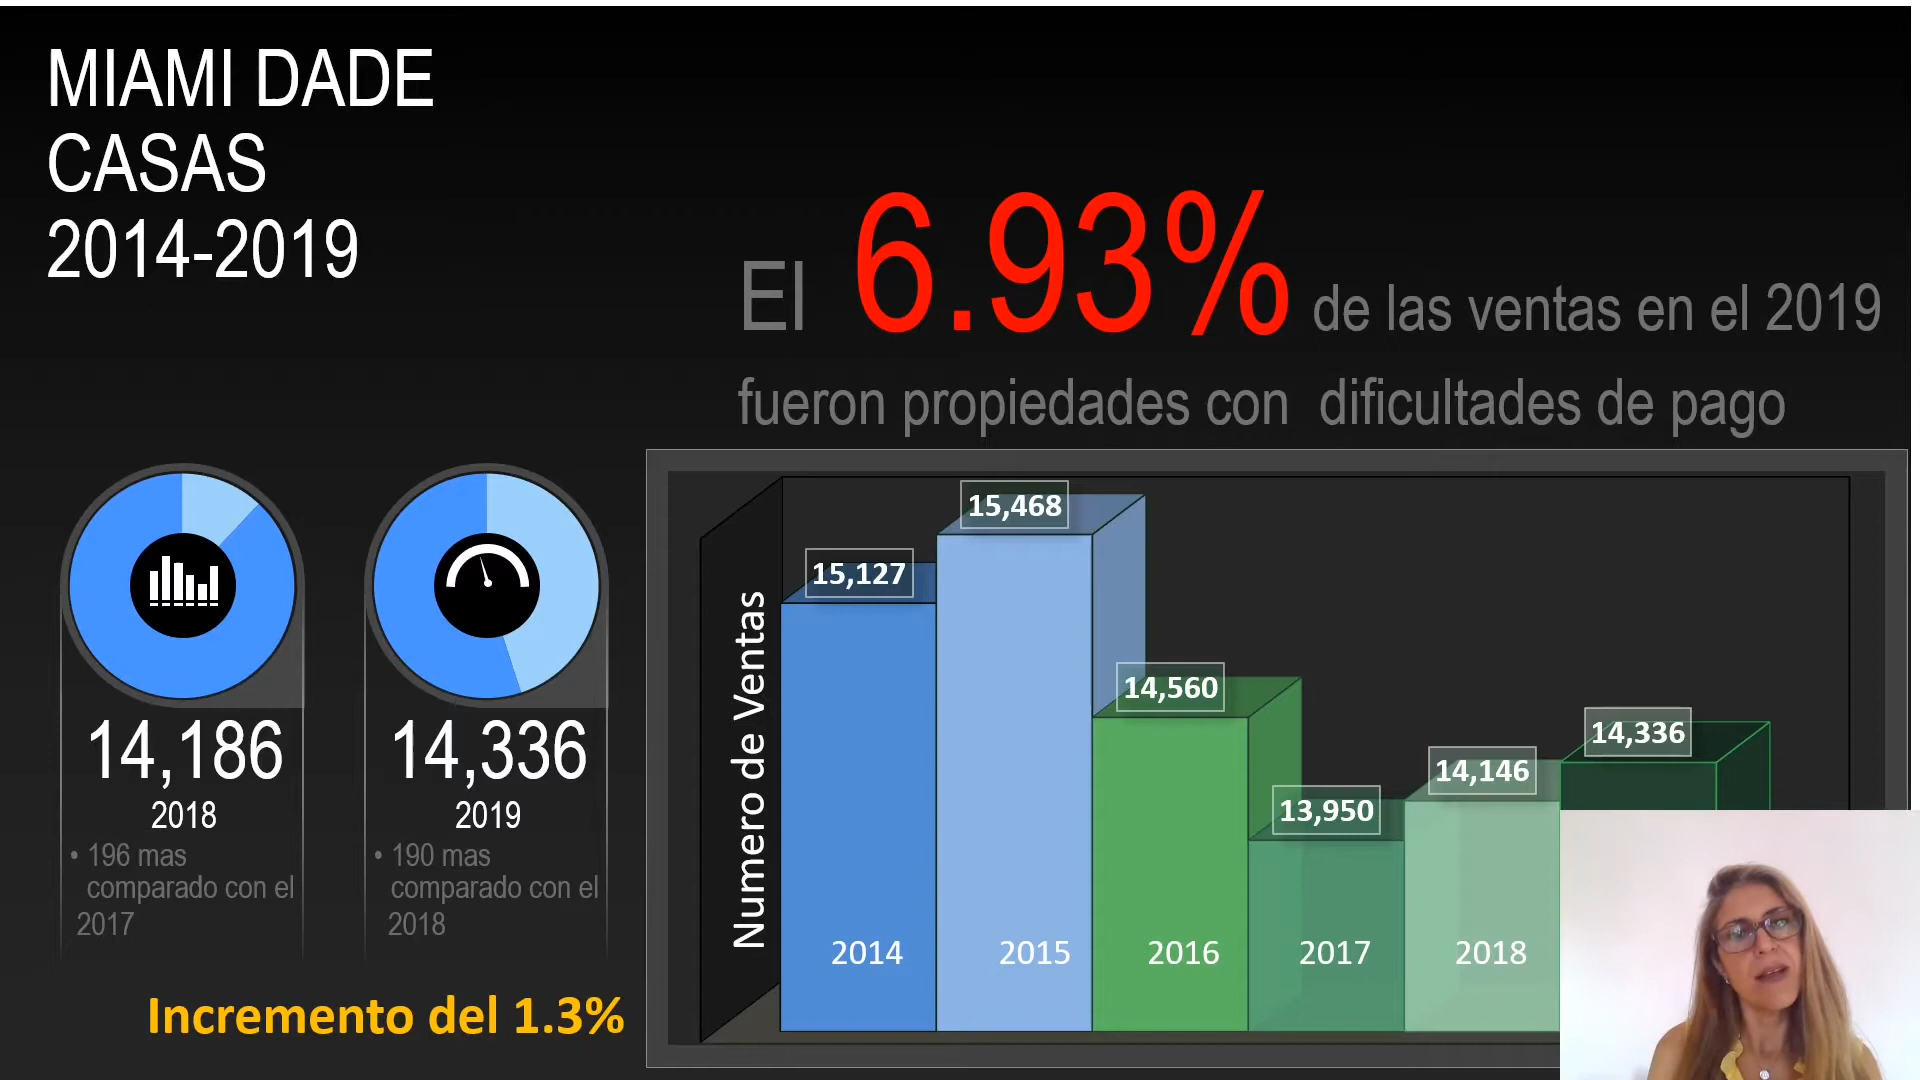 MIAMI DADE
CASAS
2014-2019
El 6.93% de las ventas en el 2019
fueron propiedades con dificultades de pago
14,186
2018
• 196 mas
comparado con el
2017
14,336
2019
• 190 mas
comparado con el
2018
Incremento del 1.3%
Numero de Ventas
15,127
15,468
14,560
13,950
14,146
14,336
2014
2015
2016
2017
2018